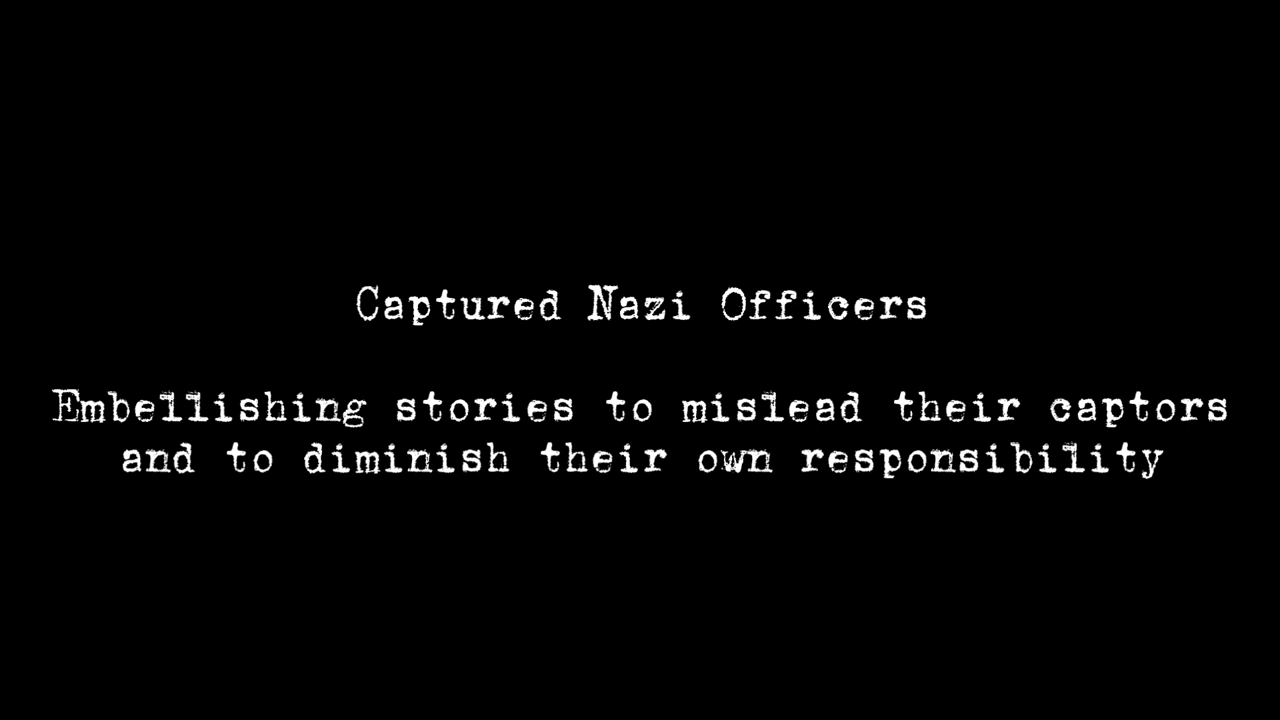 Captured Nazi Officers
Embellishing stories to mislead their captors
and to diminish their own responsibility